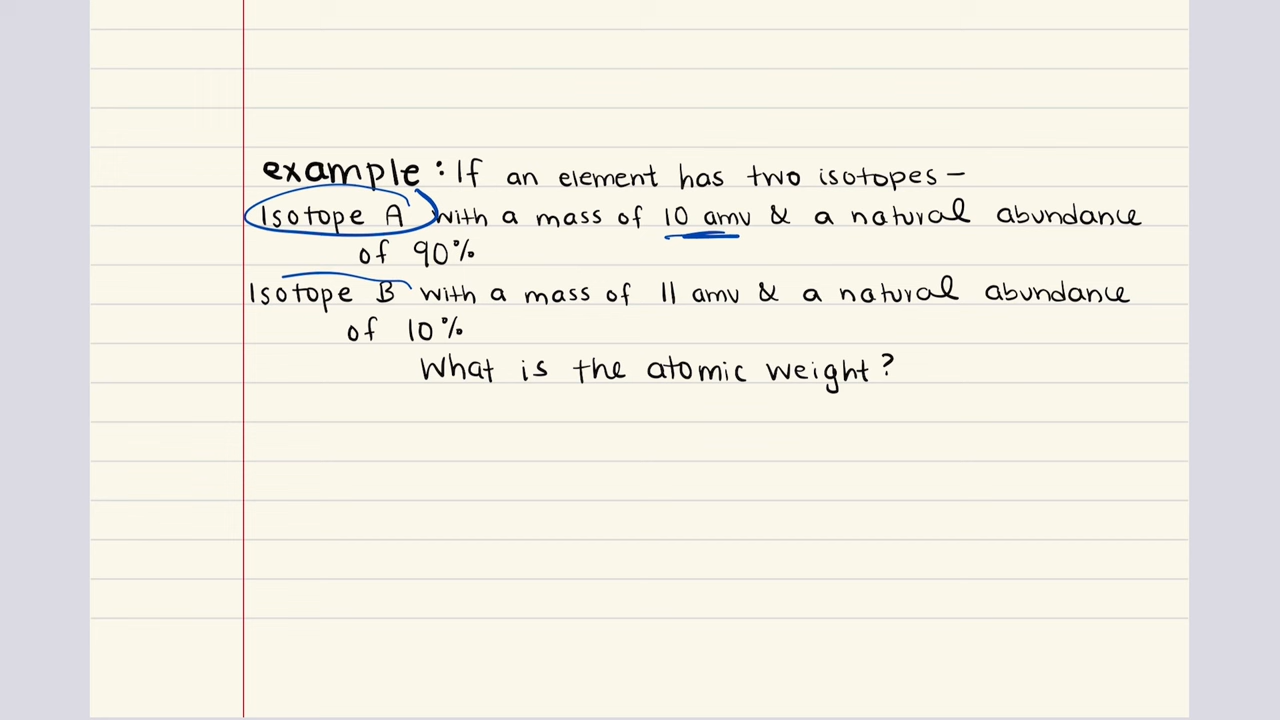 example: If an element has two isotopes –
Isotope A with a mass of 10 amu & a natural abundance
of 90%
Isotope B with a mass of 11 amu & a natural abundance
of 10%
What is the atomic weight?